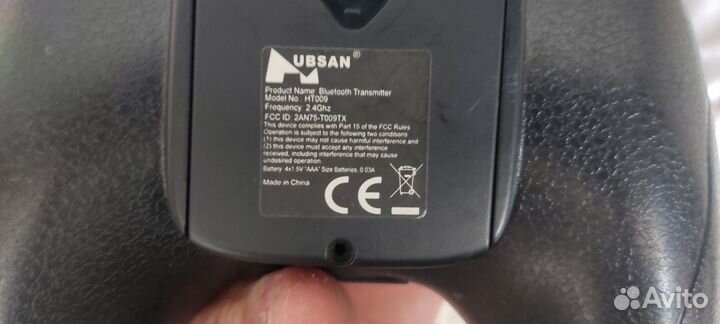 HUBSAN®
Product Name Bluetooth Transmitter
Model No HT009
Frequency 2.4Ghz
FCC ID: 2AN75-T009TX
This device complies with Part 15 of the FCC Rules
Operation is subject to the following two conditions
(1) this device may not cause harmful interference and
(2) this device must accept any interference
received, including interference that may cause
undesired operation.
Battery 4x1.5V "AAA" Size Batteries. 0.03A
Made in China
CE
Avito